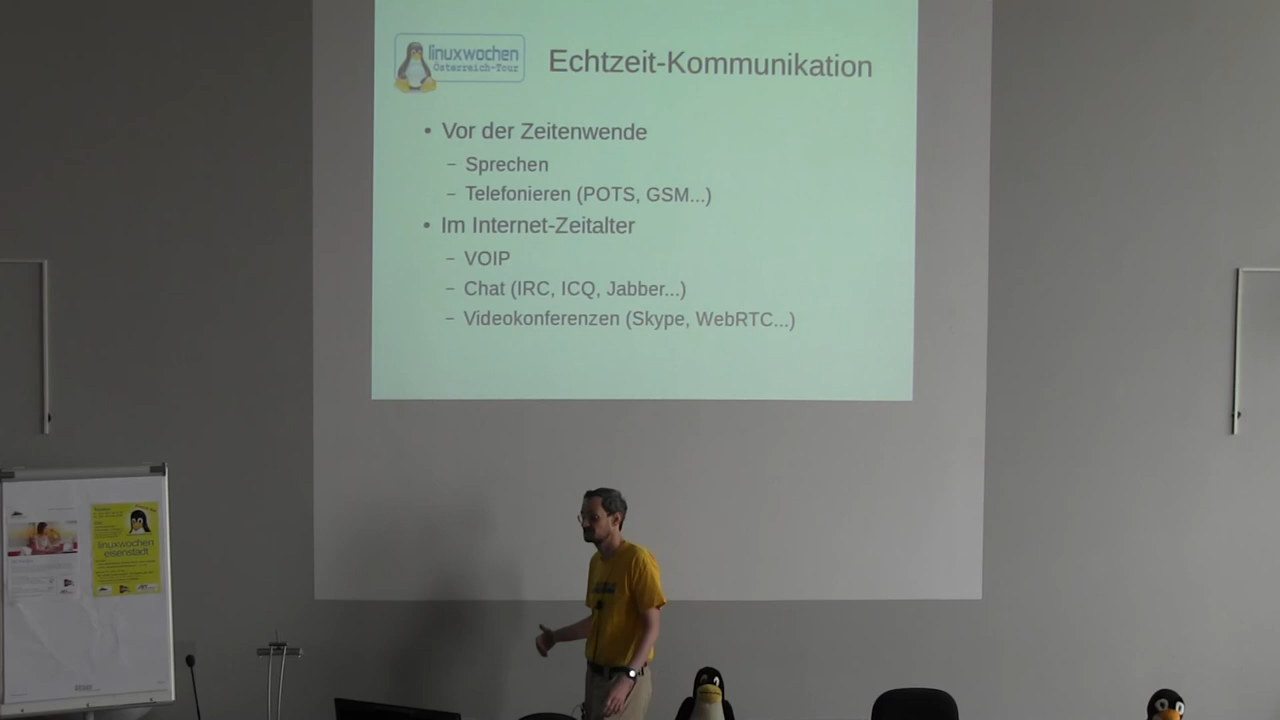 linuxwochen
Österreich-Tour
Echtzeit-Kommunikation
• Vor der Zeitenwende
– Sprechen
– Telefonieren (POTS, GSM...)
• Im Internet-Zeitalter
– VOIP
– Chat (IRC, ICQ, Jabber...)
– Videokonferenzen (Skype, WebRTC...)
linuxwochen
eisenstadt